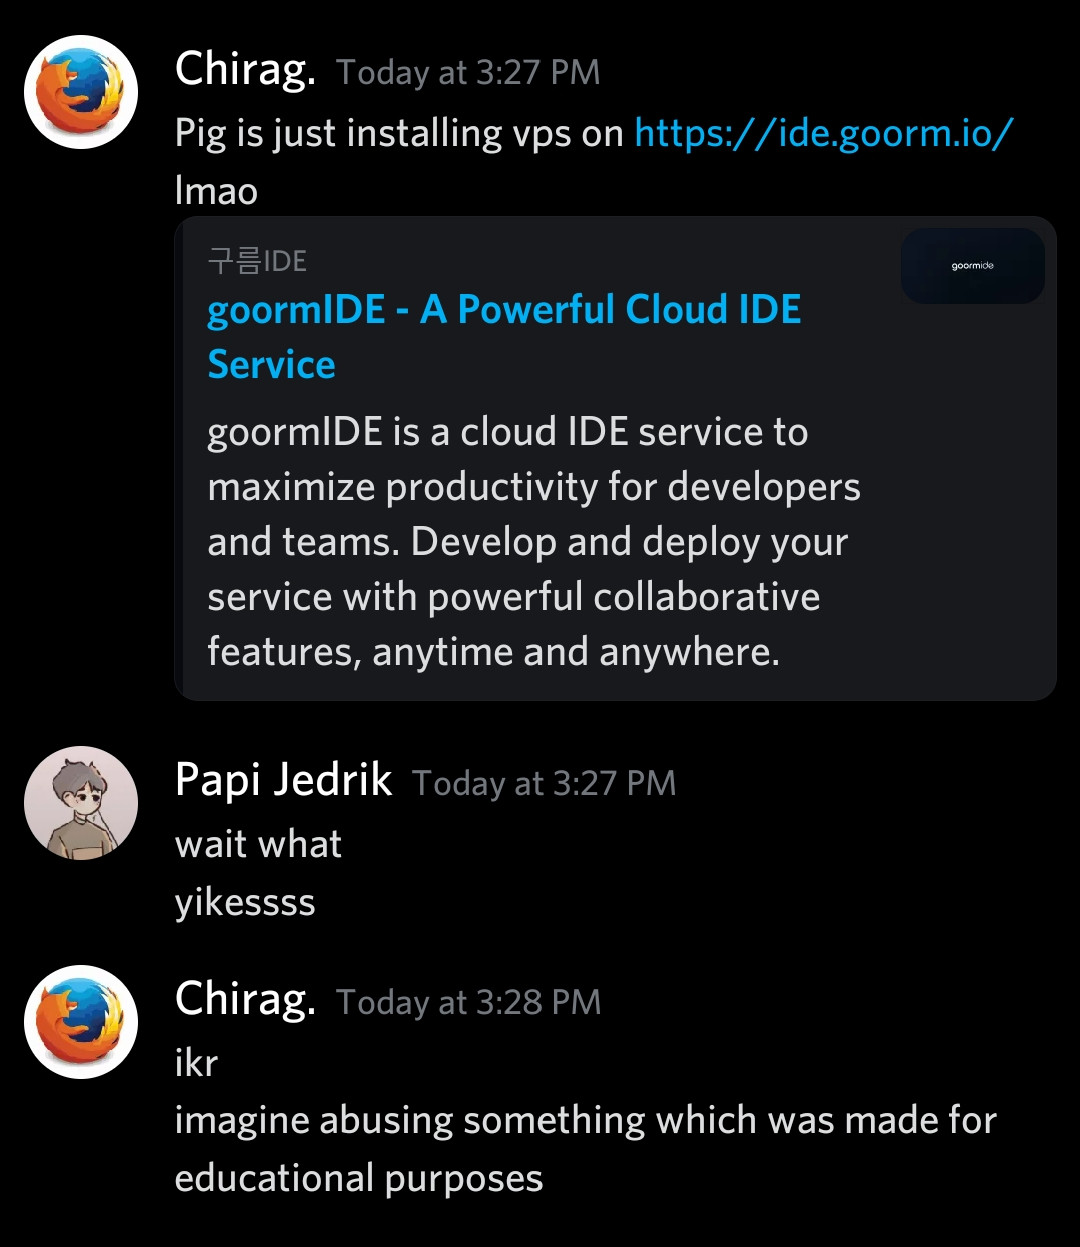 Chirag. Today at 3:27 PM
Pig is just installing vps on https://ide.goorm.io/
lmao
구름IDE
goormide
goormIDE - A Powerful Cloud IDE
Service
goormIDE is a cloud IDE service to
maximize productivity for developers
and teams. Develop and deploy your
service with powerful collaborative
features, anytime and anywhere.
Papi Jedrik Today at 3:27 PM
wait what
yikessss
Chirag. Today at 3:28 PM
ikr
imagine abusing something which was made for
educational purposes